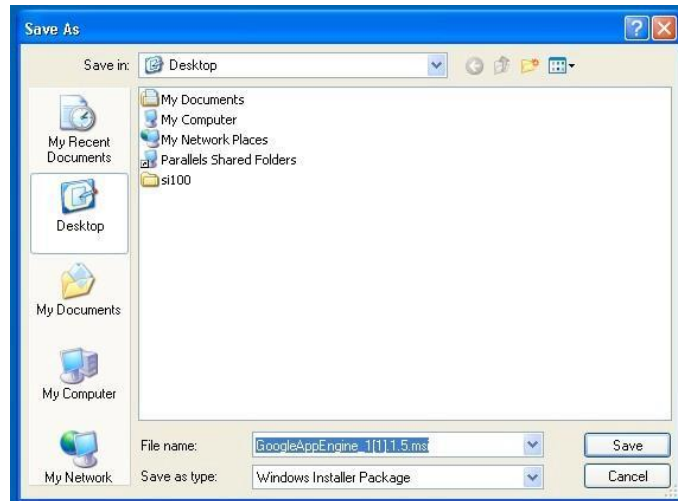 Save As
Save in:
Desktop
My Recent
Documents
Desktop
My Documents
My Computer
My Network
My Documents
My Computer
My Network Places
Parallels Shared Folders
si100
File name:
GoogleAppEngine_1[1].1.5.msi
Save
Save as type:
Windows Installer Package
Cancel